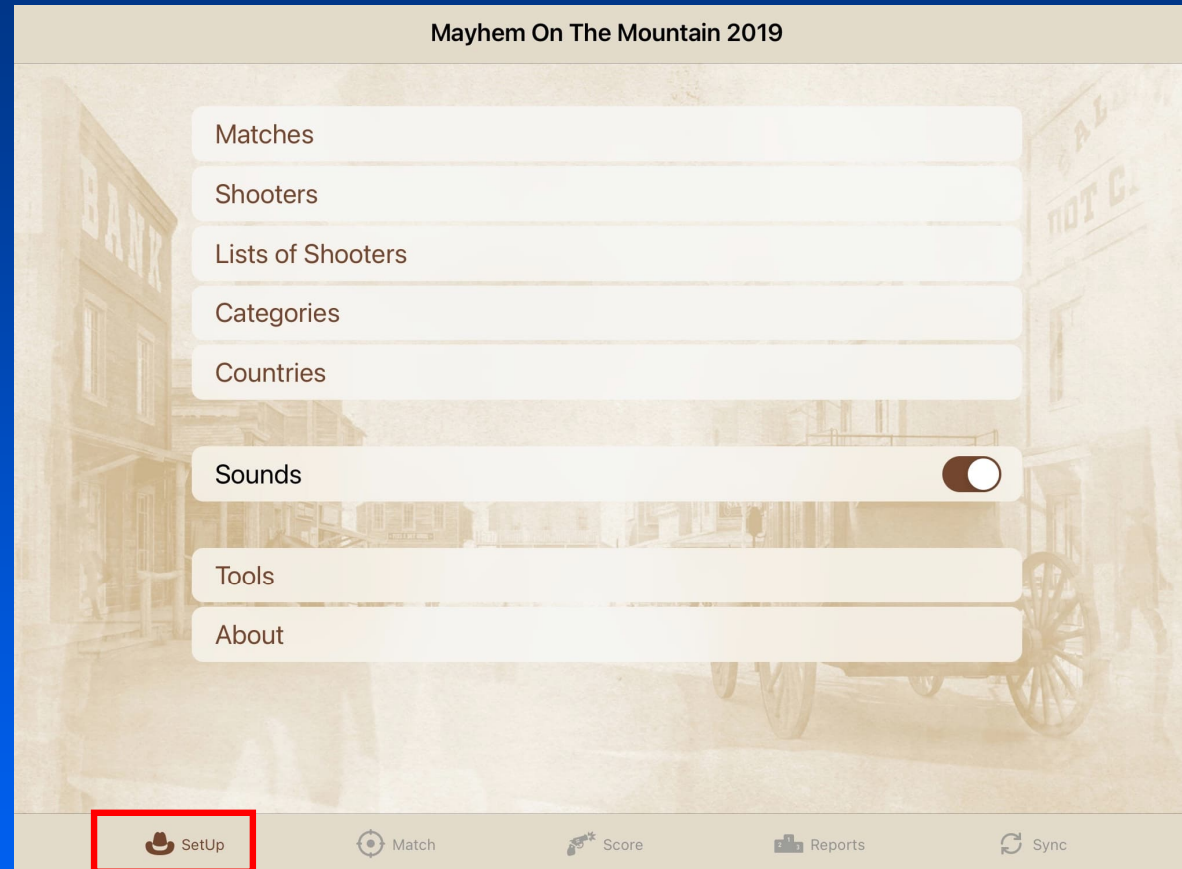 Mayhem On The Mountain 2019
Matches
Shooters
Lists of Shooters
Categories
Countries
Sounds
Tools
About
BANK
SetUp
Match
Score
Reports
Sync